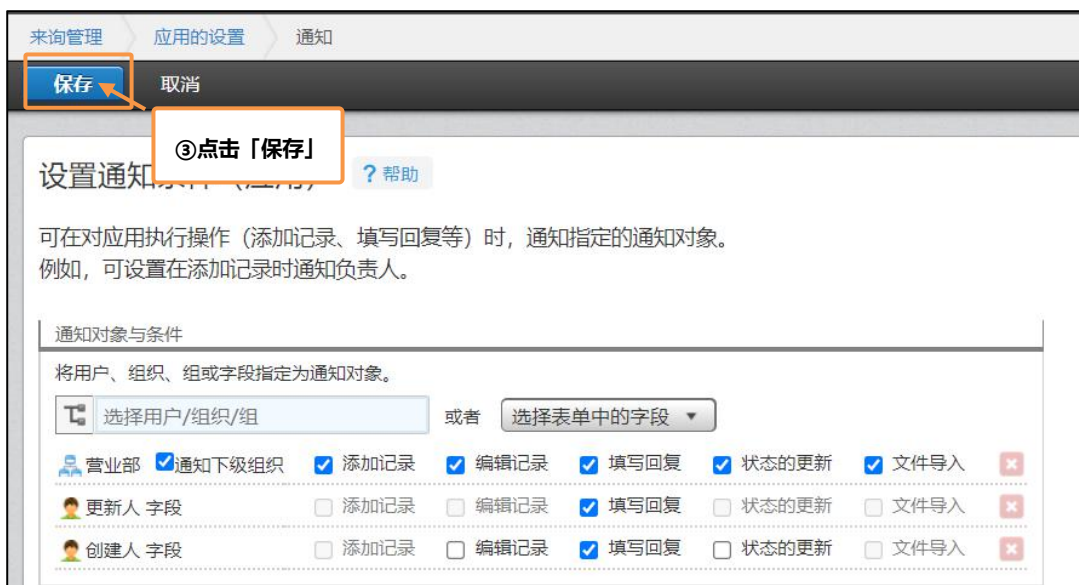 来询管理 应用的设置 通知
保存 取消
③点击「保存」
设置通知条件（应用） ?帮助
可在对应用执行操作（添加记录、填写回复等）时，通知指定的通知对象。
例如，可设置在添加记录时通知负责人。
通知对象与条件
将用户、组织、组或字段指定为通知对象。
选择用户/组织/组 或者 选择表单中的字段
营业部 通知下级组织 添加记录 编辑记录 填写回复 状态的更新 文件导入
更新人 字段 添加记录 编辑记录 填写回复 状态的更新 文件导入
创建人 字段 添加记录 编辑记录 填写回复 状态的更新 文件导入